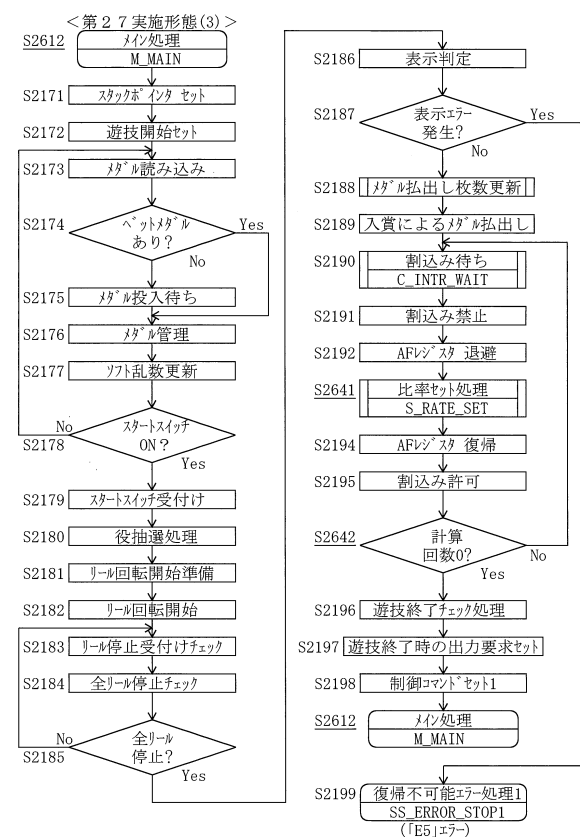 ＜第２７実施形態(3)＞
S2612
ﾒｲﾝ処理
M_MAIN
S2171
ｽﾀｯｸﾎﾟｲﾝﾀ ｾｯﾄ
S2172
遊技開始ｾｯﾄ
S2173
ﾒﾀﾞﾙ読み込み
S2174
ﾍﾞｯﾄﾒﾀﾞﾙ
あり？
Yes
No
S2175
ﾒﾀﾞﾙ投入待ち
S2176
ﾒﾀﾞﾙ管理
S2177
ｿﾌﾄ乱数更新
No
S2178
ｽﾀｰﾄｽｲｯﾁ
ON？
Yes
S2179
ｽﾀｰﾄｽｲｯﾁ受付け
S2180
役抽選処理
S2181
ﾘｰﾙ回転開始準備
S2182
ﾘｰﾙ回転開始
S2183
ﾘｰﾙ停止受付けﾁｪｯｸ
S2184
全ﾘｰﾙ停止ﾁｪｯｸ
No
S2185
全ﾘｰﾙ
停止？
Yes
S2186
表示判定
S2187
表示ｴﾗｰ
発生？
Yes
No
S2188
ﾒﾀﾞﾙ払出し枚数更新
S2189
入賞によるﾒﾀﾞﾙ払出し
S2190
割込み待ち
C_INTR_WAIT
S2191
割込み禁止
S2192
AFﾚｼﾞｽﾀ 退避
S2641
比率ｾｯﾄ処理
S_RATE_SET
S2194
AFﾚｼﾞｽﾀ 復帰
S2195
割込み許可
S2642
計算
回数0？
No
Yes
S2196
遊技終了ﾁｪｯｸ処理
S2197
遊技終了時の出力要求ｾｯﾄ
S2198
制御ｺﾏﾝﾄﾞｾｯﾄ1
S2612
ﾒｲﾝ処理
M_MAIN
S2199
復帰不可能ｴﾗｰ処理1
SS_ERROR_STOP1
(｢E5｣ｴﾗｰ)